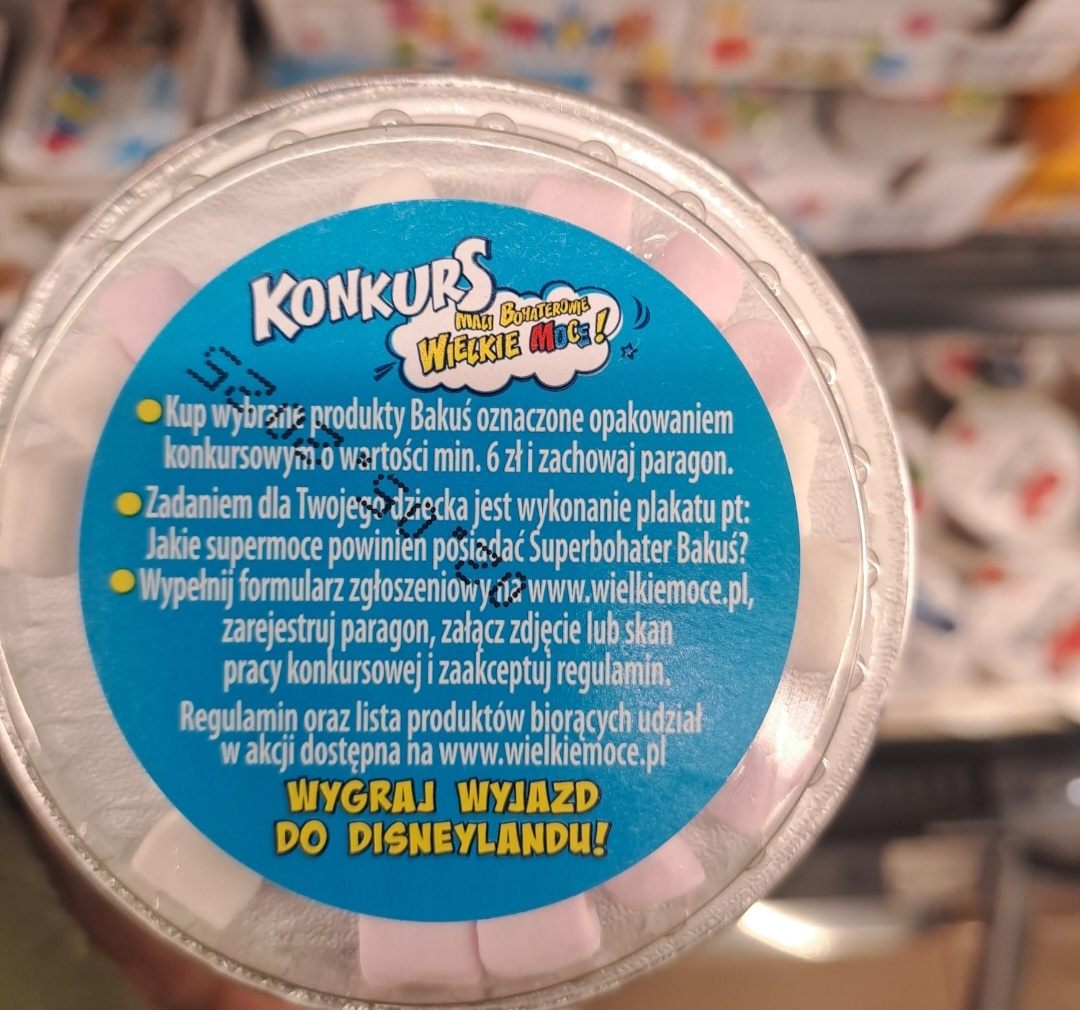 KONKURS
MALI BOHATEROWIE
WIELKIE MOCE!
Kup wybrane produkty Bakuś oznaczone opakowaniem
konkursowym o wartości min. 6 zł i zachowaj paragon.
Zadaniem dla Twojego dziecka jest wykonanie plakatu pt:
Jakie supermoce powinien posiadać Superbohater Bakuś?
Wypełnij formularz zgłoszeniowy na www.wielkiemoce.pl,
zarejestruj paragon, załącz zdjęcie lub skan
pracy konkursowej i zaakceptuj regulamin.
Regulamin oraz lista produktów biorących udział
w akcji dostępna na www.wielkiemoce.pl
WYGRAJ WYJAZD
DO DISNEYLANDU!